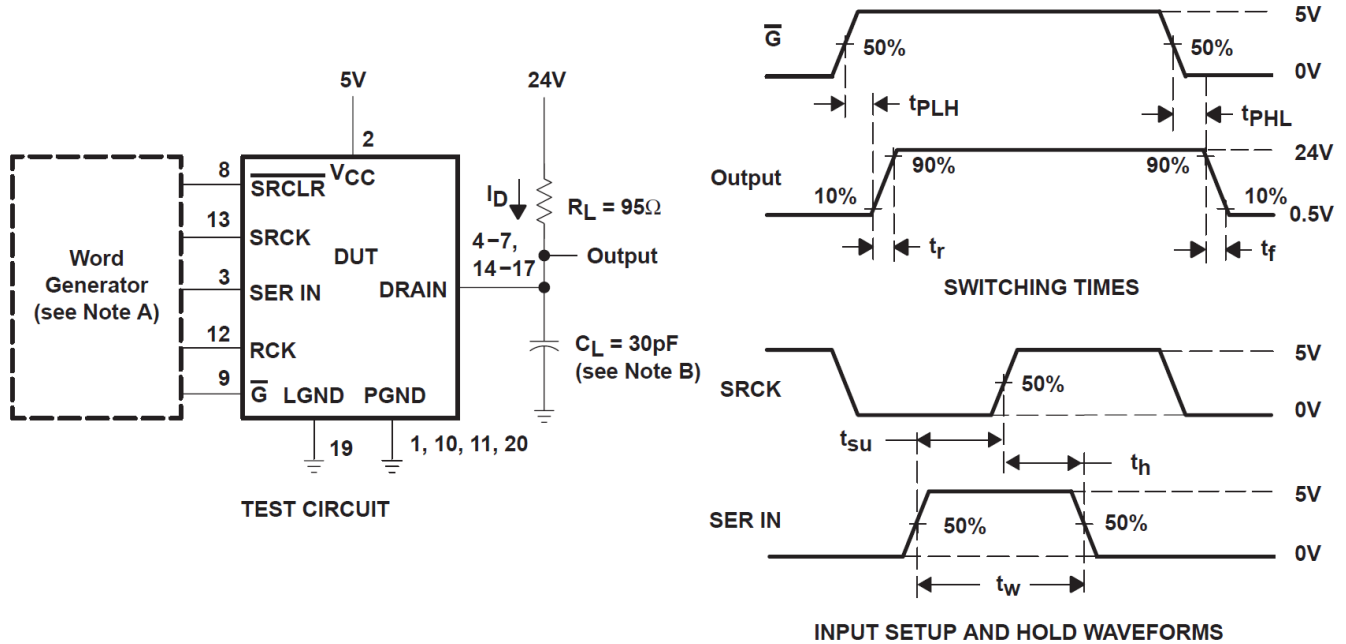 5V
24V
2
Word
Generator
(see Note A)
8
SRCLR
VCC
13
SRCK
DUT
3
SER IN
DRAIN
12
RCK
9
G
LGND
PGND
19
1, 10, 11, 20
ID
RL = 95Ω
4−7,
14−17
Output
CL = 30pF
(see Note B)
TEST CIRCUIT
G
50%
50%
5V
0V
tPLH
tPHL
Output
10%
90%
90%
10%
24V
0.5V
tr
tf
SWITCHING TIMES
SRCK
50%
5V
0V
tsu
th
SER IN
50%
50%
5V
0V
tw
INPUT SETUP AND HOLD WAVEFORMS